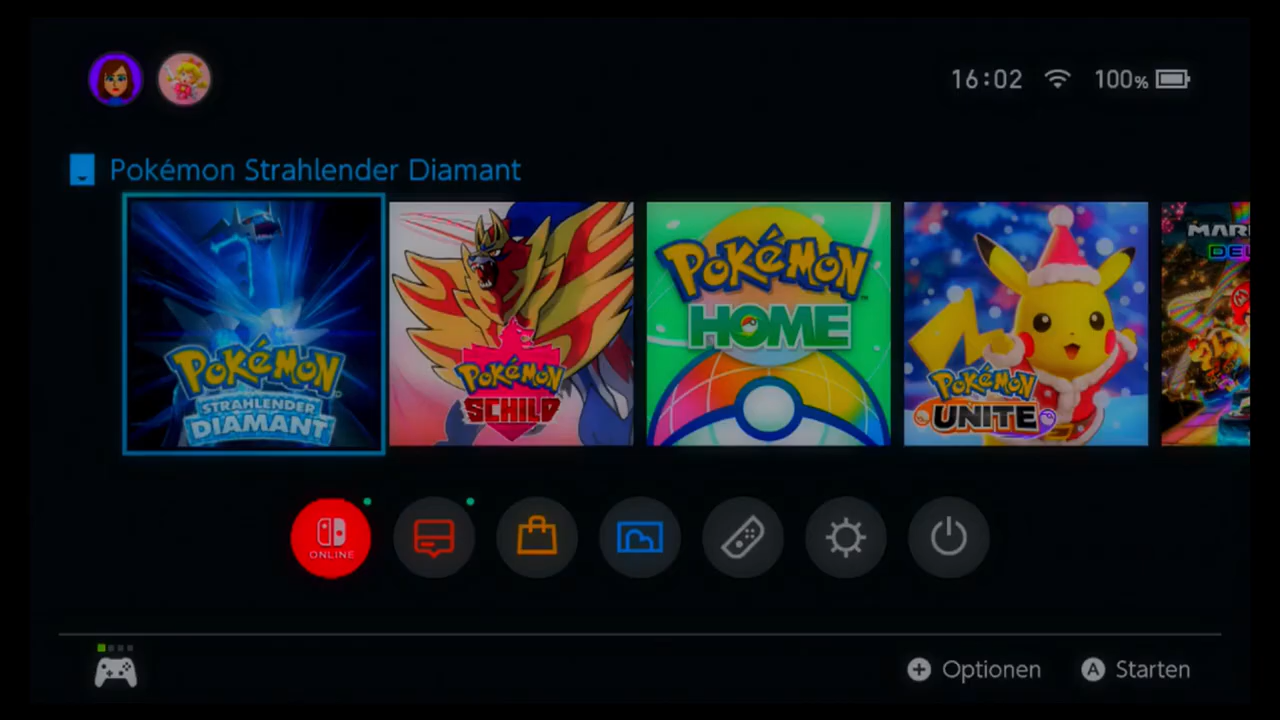 16:02 100%
Pokémon Strahlender Diamant
POKÉMON
STRAHLENDER
DIAMANT
POKÉMON
SCHILD
POKÉMON
HOME
POKÉMON
UNITE
ONLINE
Optionen
A Starten